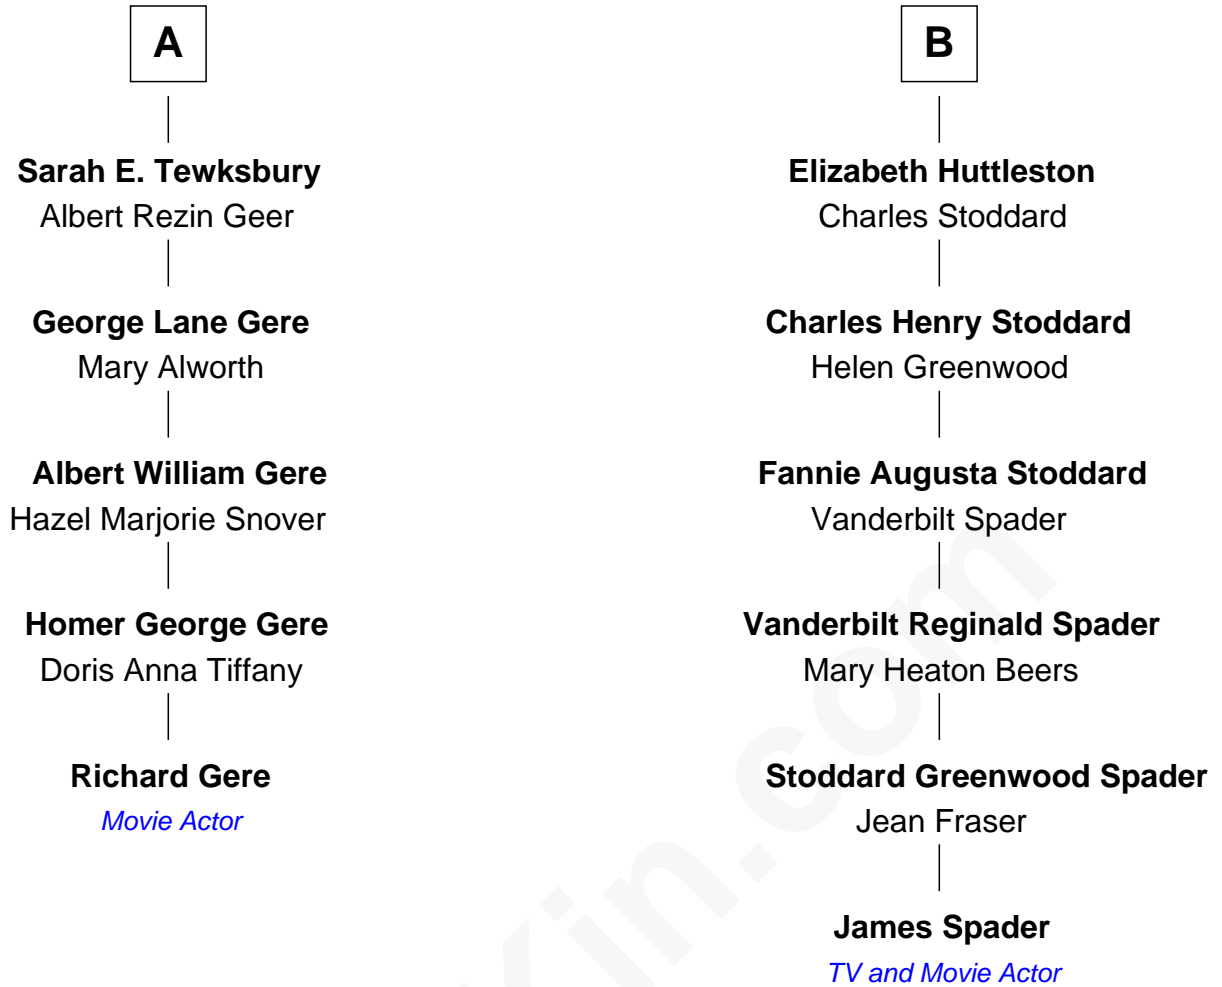 A
Sarah E. Tewksbury
Albert Rezin Geer
George Lane Gere
Mary Alworth
Albert William Gere
Hazel Marjorie Snover
Homer George Gere
Doris Anna Tiffany
Richard Gere
Movie Actor
B
Elizabeth Huttleston
Charles Stoddard
Charles Henry Stoddard
Helen Greenwood
Fannie Augusta Stoddard
Vanderbilt Spader
Vanderbilt Reginald Spader
Mary Heaton Beers
Stoddard Greenwood Spader
Jean Fraser
James Spader
TV and Movie Actor
Kin.com